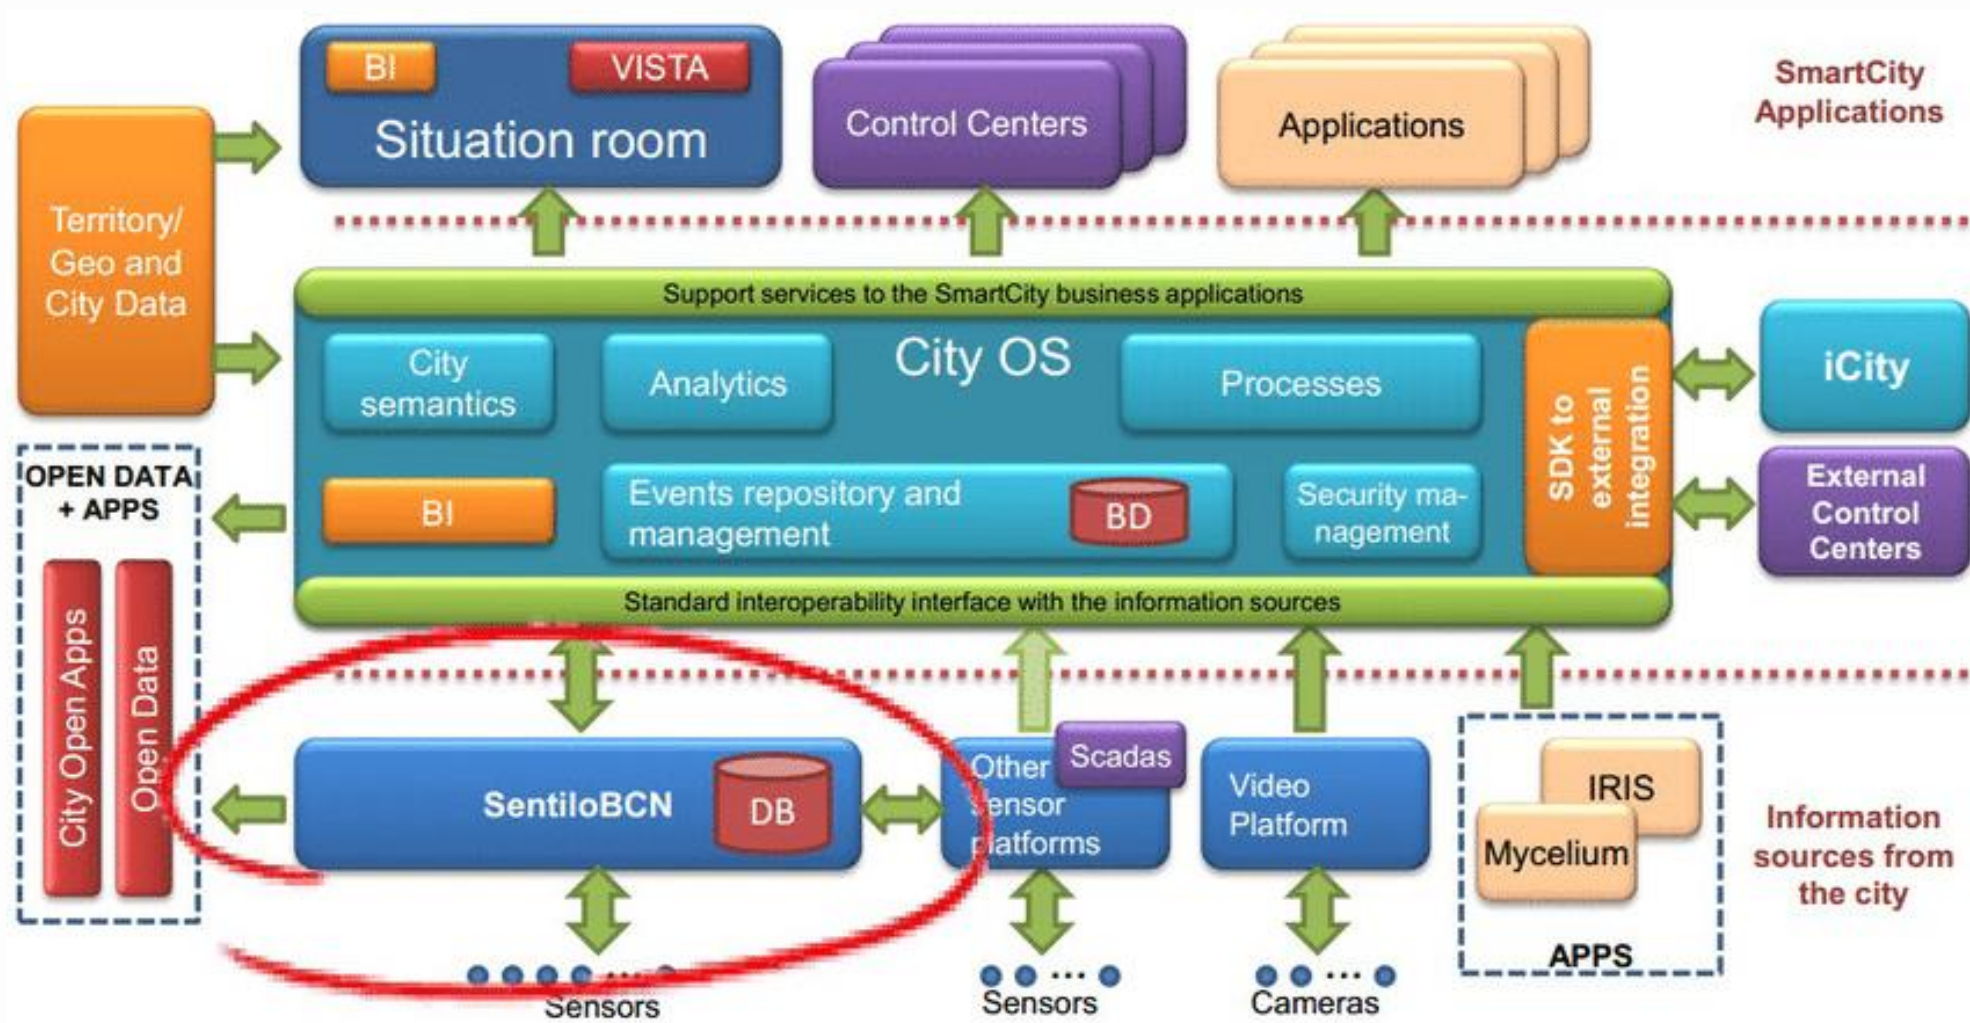 BI
VISTA
Situation room
Control Centers
Applications
SmartCity
Applications
Territory/
Geo and
City Data
Support services to the SmartCity business applications
City OS
City
semantics
Analytics
Processes
SDK to
external
integration
iCity
BI
Events repository and
management
BD
Security ma-
nagement
External
Control
Centers
Standard interoperability interface with the information sources
OPEN DATA
+ APPS
City Open Apps
Open Data
SentiloBCN
DB
Other
sensor
platforms
Scadas
Video
Platform
IRIS
Mycelium
APPS
Information
sources from
the city
Sensors
Sensors
Cameras